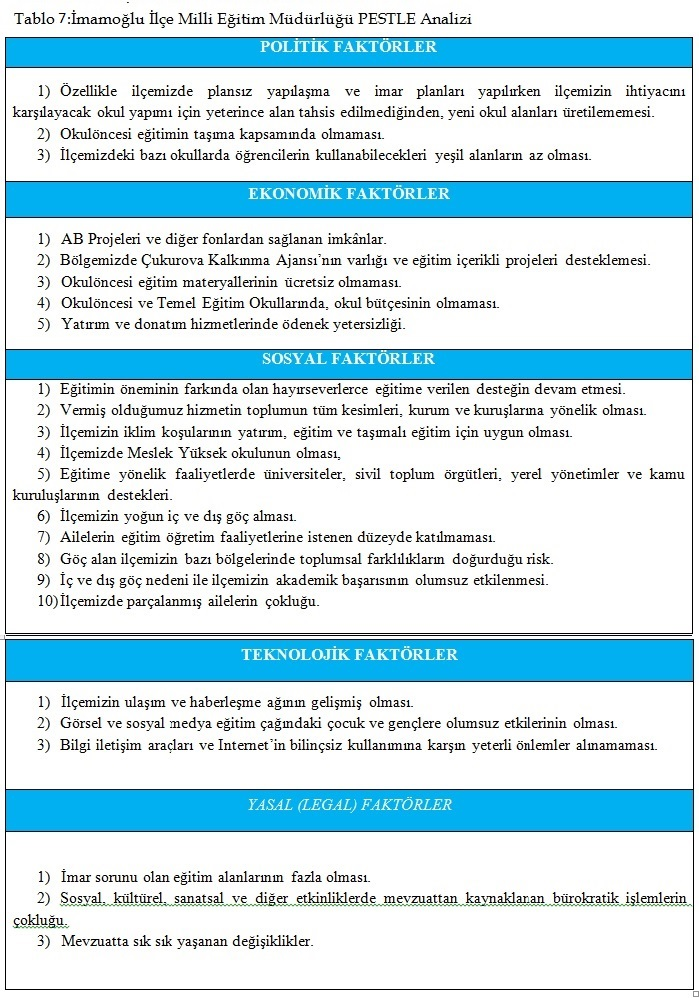 Tablo 7:İmamoğlu İlçe Milli Eğitim Müdürlüğü PESTLE Analizi
POLİTİK FAKTÖRLER
1) Özellikle ilçemizde plansız yapılaşma ve imar planları yapılırken ilçemizin ihtiyacını
karşılayacak okul yapımı için yeterince alan tahsis edilmediğinden, yeni okul alanları üretilememesi.
2) Okulöncesi eğitimin taşıma kapsamında olmaması.
3) İlçemizdeki bazı okullarda öğrencilerin kullanabilecekleri yeşil alanların az olması.
EKONOMİK FAKTÖRLER
1) AB Projeleri ve diğer fonlardan sağlanan imkânlar.
2) Bölgemizde Çukurova Kalkınma Ajansı’nın varlığı ve eğitim içerikli projeleri desteklemesi.
3) Okulöncesi eğitim materyallerinin ücretsiz olmaması.
4) Okulöncesi ve Temel Eğitim Okullarında, okul bütçesinin olmaması.
5) Yatırım ve donatım hizmetlerinde ödenek yetersizliği.
SOSYAL FAKTÖRLER
1) Eğitimin öneminin farkında olan hayırseverlerce eğitime verilen desteğin devam etmesi.
2) Vermiş olduğumuz hizmetin toplumun tüm kesimleri, kurum ve kuruşlarına yönelik olması.
3) İlçemizin iklim koşularının yatırım, eğitim ve taşımalı eğitim için uygun olması.
4) İlçemizde Meslek Yüksek okulunun olması,
5) Eğitime yönelik faaliyetlerde üniversiteler, sivil toplum örgütleri, yerel yönetimler ve kamu
kuruluşlarının destekleri.
6) İlçemizin yoğun iç ve dış göç alması.
7) Ailelerin eğitim öğretim faaliyetlerine istenen düzeyde katılmaması.
8) Göç alan ilçemizin bazı bölgelerinde toplumsal farklılıkların doğurduğu risk.
9) İç ve dış göç nedeni ile ilçemizin akademik başarısının olumsuz etkilenmesi.
10) İlçemizde parçalanmış ailelerin çokluğu.
TEKNOLOJİK FAKTÖRLER
1) İlçemizin ulaşım ve haberleşme ağının gelişmiş olması.
2) Görsel ve sosyal medya eğitim çağındaki çocuk ve gençlere olumsuz etkilerinin olması.
3) Bilgi iletişim araçları ve Internet’in bilinçsiz kullanımına karşın yeterli önlemler alınamaması.
YASAL (LEGAL) FAKTÖRLER
1) İmar sorunu olan eğitim alanlarının fazla olması.
2) Sosyal, kültürel, sanatsal ve diğer etkinliklerde mevzuattan kaynaklanan bürokratik işlemlerin
çokluğu.
3) Mevzuatta sık sık yaşanan değişiklikler.